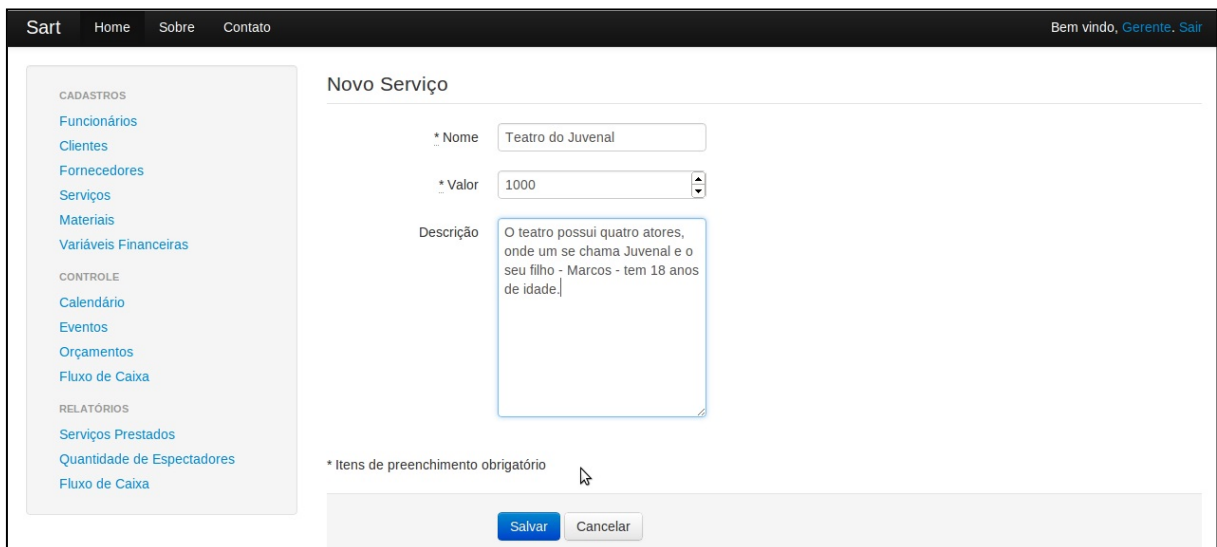 Sart Home Sobre Contato Bem vindo, Gerente. Sair
CADASTROS
Funcionários
Clientes
Fornecedores
Serviços
Materiais
Variáveis Financeiras
CONTROLE
Calendário
Eventos
Orçamentos
Fluxo de Caixa
RELATÓRIOS
Serviços Prestados
Quantidade de Espectadores
Fluxo de Caixa
Novo Serviço
* Nome Teatro do Juvenal
* Valor 1000
Descrição O teatro possui quatro atores,
onde um se chama Juvenal e o
seu filho - Marcos - tem 18 anos
de idade.
* Itens de preenchimento obrigatório
Salvar Cancelar